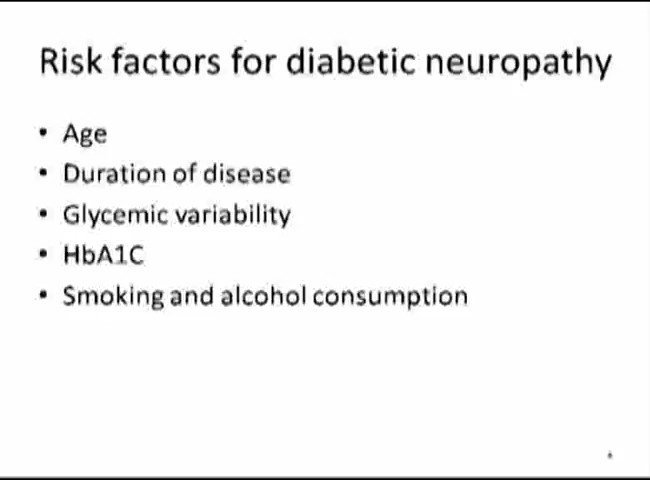 Risk factors for diabetic neuropathy
• Age
• Duration of disease
• Glycemic variability
• HbA1C
• Smoking and alcohol consumption